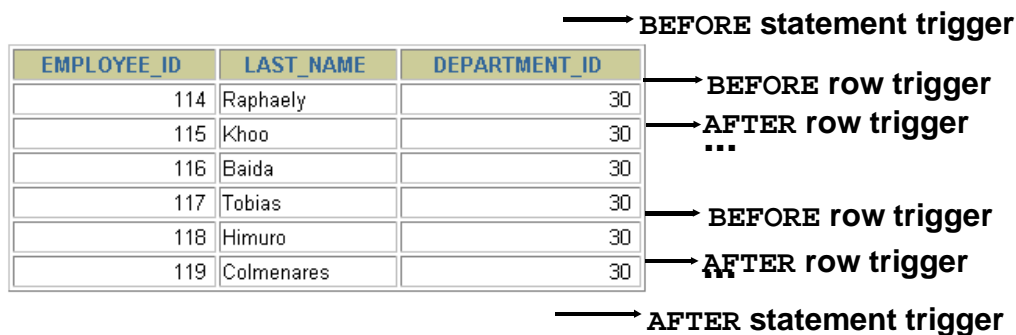 BEFORE statement trigger
EMPLOYEE_ID LAST_NAME DEPARTMENT_ID
BEFORE row trigger
114 Raphaely 30
115 Khoo 30
AFTER row trigger
...
116 Baida 30
117 Tobias 30
BEFORE row trigger
118 Himuro 30
119 Colmenares 30
AFTER row trigger
...
AFTER statement trigger